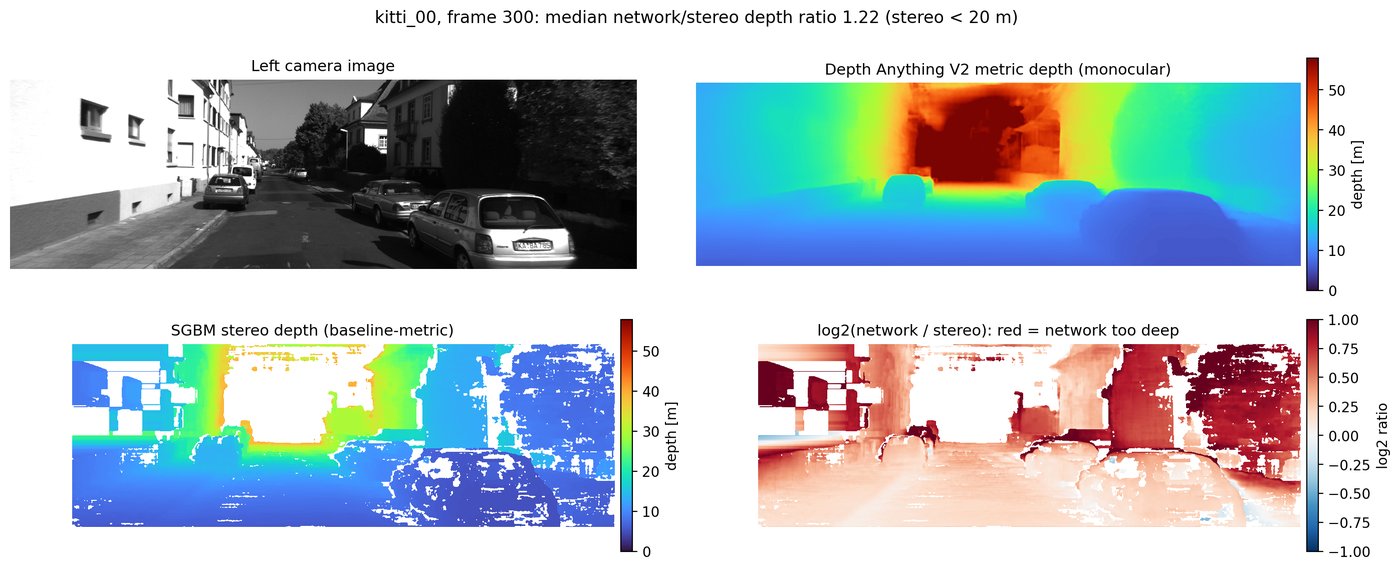 kitti_00, frame 300: median network/stereo depth ratio 1.22 (stereo < 20 m)
Left camera image
Depth Anything V2 metric depth (monocular)
50
40
30
20
10
0
depth [m]
SGBM stereo depth (baseline-metric)
50
40
30
20
10
0
depth [m]
log2(network / stereo): red = network too deep
1.00
0.75
0.50
0.25
0.00
−0.25
−0.50
−0.75
−1.00
log2 ratio